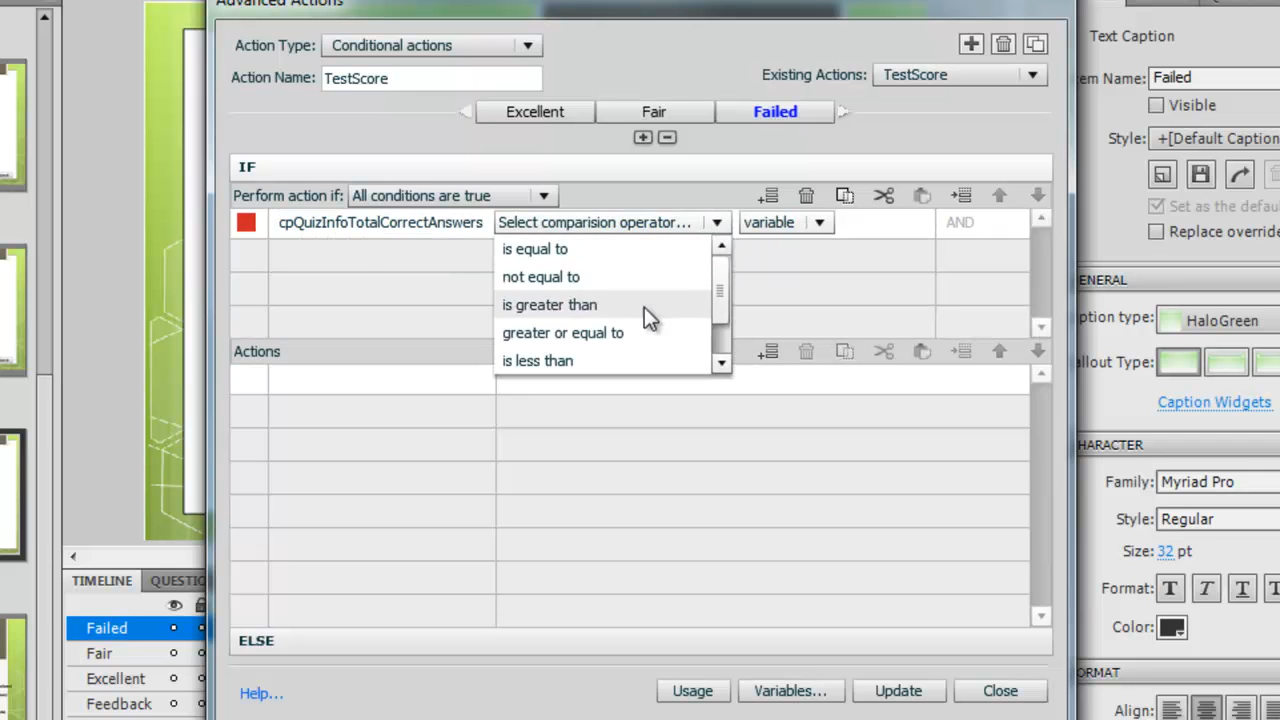 Advanced Actions
Action Type: Conditional actions
Action Name: TestScore
Existing Actions: TestScore
Excellent Fair Failed
IF
Perform action if: All conditions are true
cpQuizInfoTotalCorrectAnswers Select comparision operator... variable AND
is equal to
not equal to
is greater than
greater or equal to
is less than
Actions
ELSE
Help... Usage Variables... Update Close
Text Caption
em Name: Failed
Visible
Style: +[Default Caption
Set as the defau
Replace override
ENERAL
ption type: HaloGreen
allout Type:
Caption Widgets
HARACTER
Family: Myriad Pro
Style: Regular
Size: 32 pt
Format: T T T T
Color:
ORMAT
Align:
TIMELINE QUESTIO
Failed
Fair
Excellent
Feedback